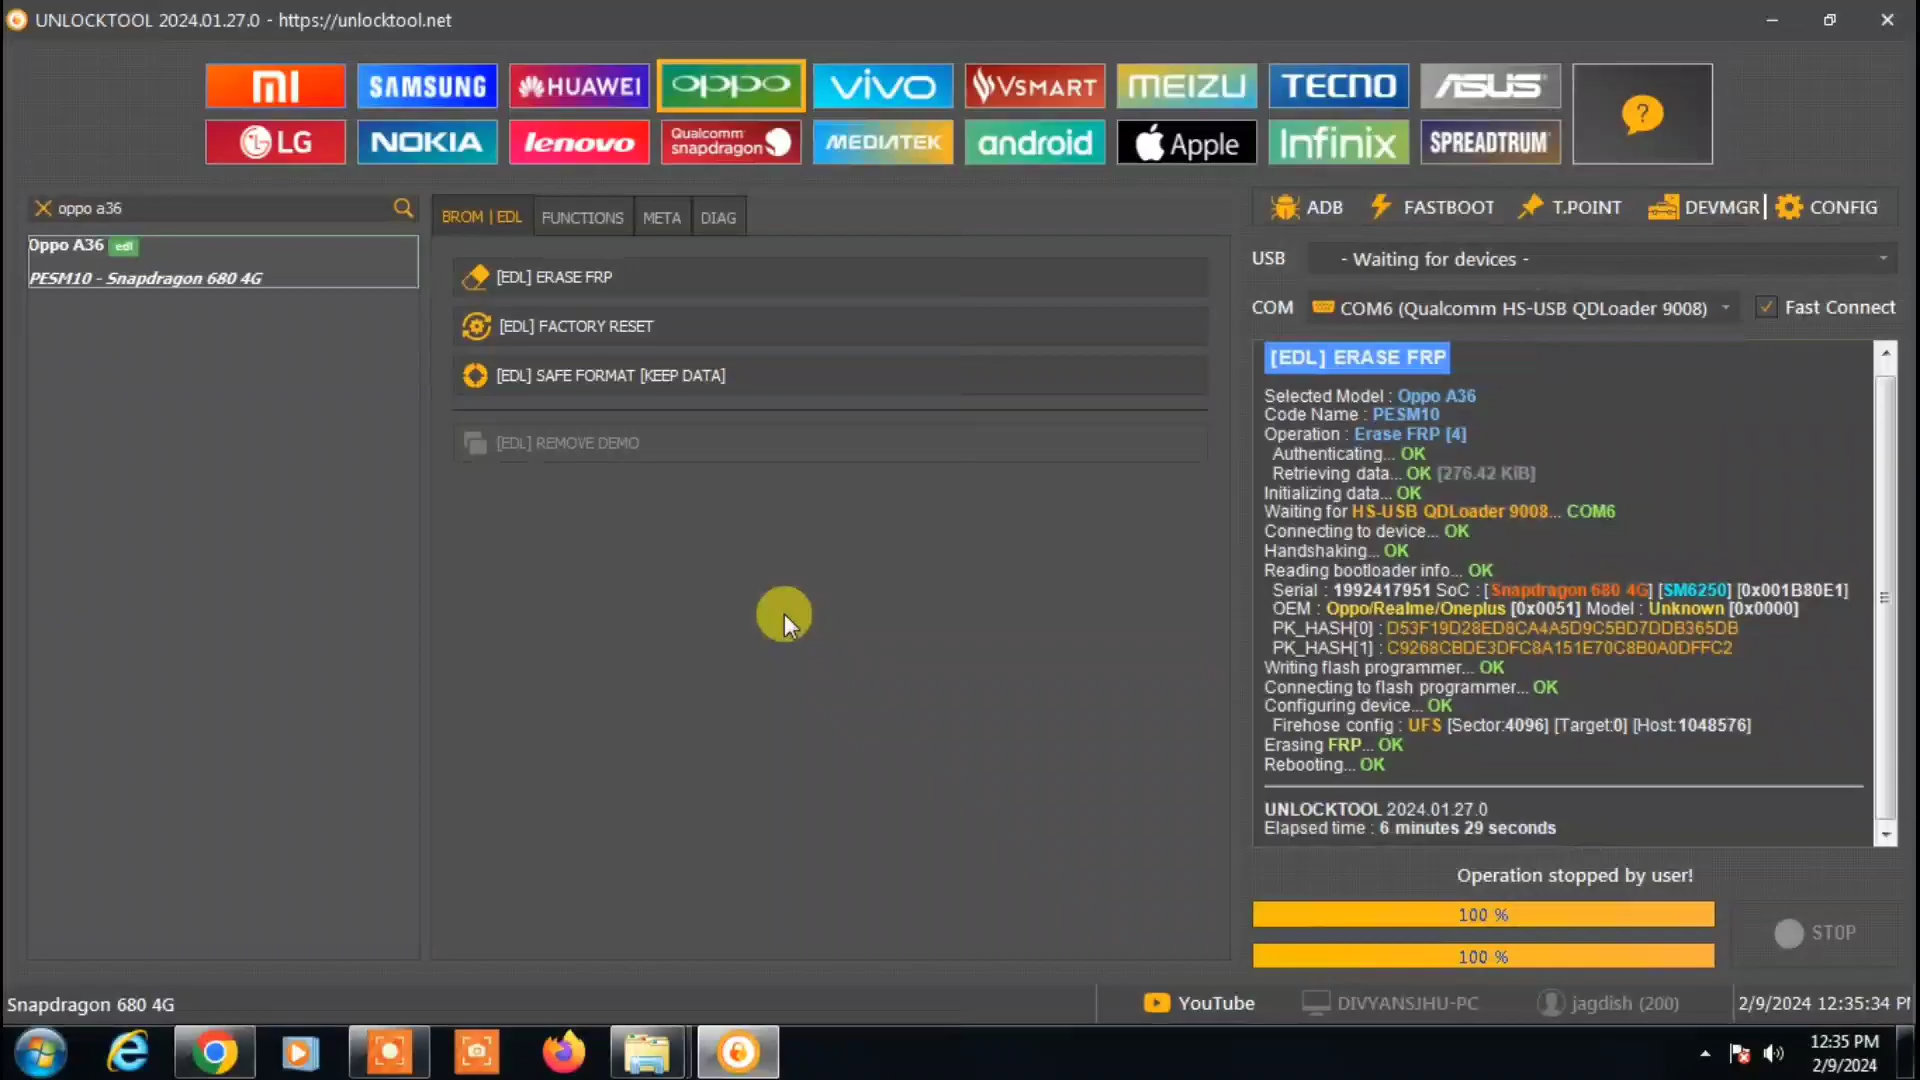 UNLOCKTOOL 2024.01.27.0 - https://unlocktool.net
MI SAMSUNG HUAWEI oppo vivo VSMART MEIZU TECNO ASUS ?
LG NOKIA lenovo Qualcomm snapdragon MEDIATEK android Apple Infinix SPREADTRUM
oppo a36
Oppo A36 edl
PESM10 - Snapdragon 680 4G
BROM | EDL FUNCTIONS META DIAG
[EDL] ERASE FRP
[EDL] FACTORY RESET
[EDL] SAFE FORMAT [KEEP DATA]
[EDL] REMOVE DEMO
ADB FASTBOOT T.POINT DEVMGR CONFIG
USB - Waiting for devices -
COM COM6 (Qualcomm HS-USB QDLoader 9008) Fast Connect
[EDL] ERASE FRP
Selected Model : Oppo A36
Code Name : PESM10
Operation : Erase FRP [4]
Authenticating... OK
Retrieving data... OK [276.42 KiB]
Initializing data... OK
Waiting for HS-USB QDLoader 9008... COM6
Connecting to device... OK
Handshaking... OK
Reading bootloader info... OK
Serial : 1992417951 SoC : [Snapdragon 680 4G] [SM6250] [0x001B80E1]
OEM : Oppo/Realme/Oneplus [0x0051] Model : Unknown [0x0000]
PK_HASH[0] : D53F19D28ED8CA4A5D9C5BD7DDB365DB
PK_HASH[1] : C9268CBDE3DFC8A151E70C8B0A0DFFC2
Writing flash programmer... OK
Connecting to flash programmer... OK
Configuring device... OK
Firehose config : UFS [Sector:4096] [Target:0] [Host:1048576]
Erasing FRP... OK
Rebooting... OK
UNLOCKTOOL 2024.01.27.0
Elapsed time : 6 minutes 29 seconds
Operation stopped by user!
100 %
100 %
STOP
Snapdragon 680 4G
YouTube DIVYANSJHU-PC jagdish (200) 2/9/2024 12:35:34 P
12:35 PM
2/9/2024